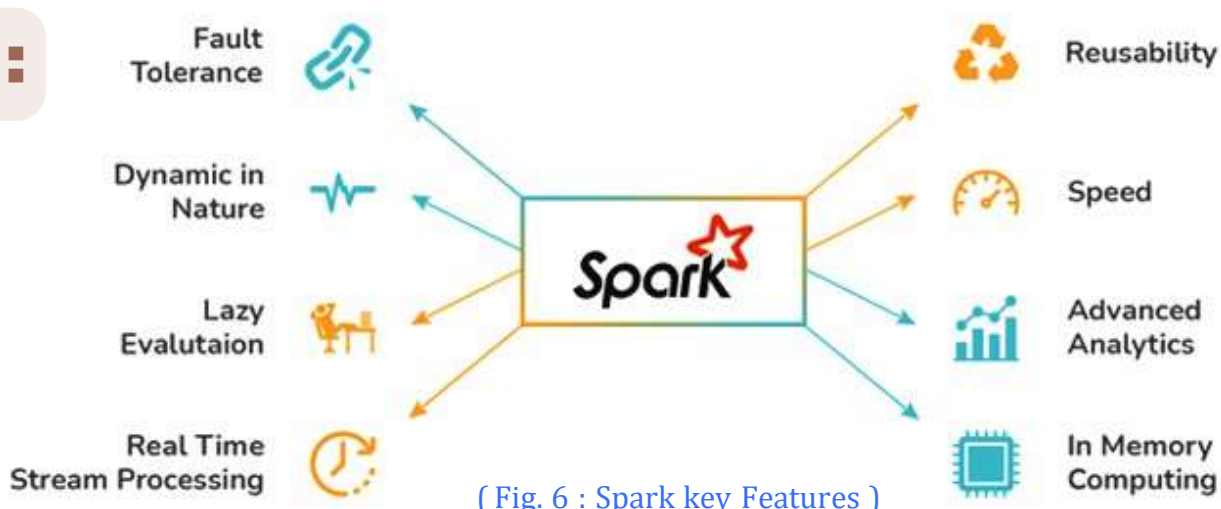 Fault
Tolerance
Dynamic in
Nature
Lazy
Evalutaion
Real Time
Stream Processing
Spark
Reusability
Speed
Advanced
Analytics
In Memory
Computing
( Fig. 6 : Spark key Features )